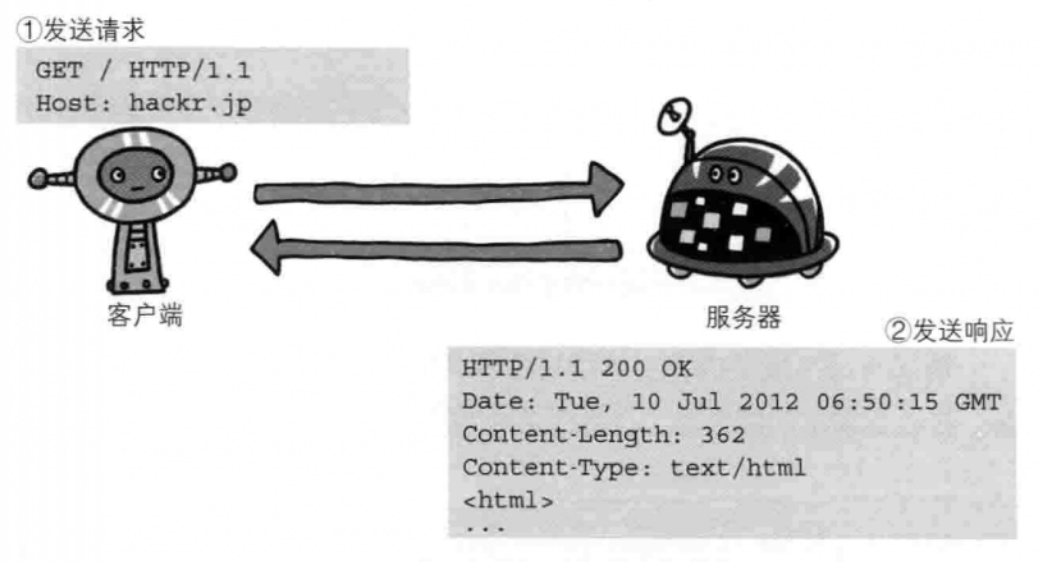 ①发送请求
GET / HTTP/1.1
Host: hackr.jp
客户端
服务器
②发送响应
HTTP/1.1 200 OK
Date: Tue, 10 Jul 2012 06:50:15 GMT
Content-Length: 362
Content-Type: text/html
<html>
...